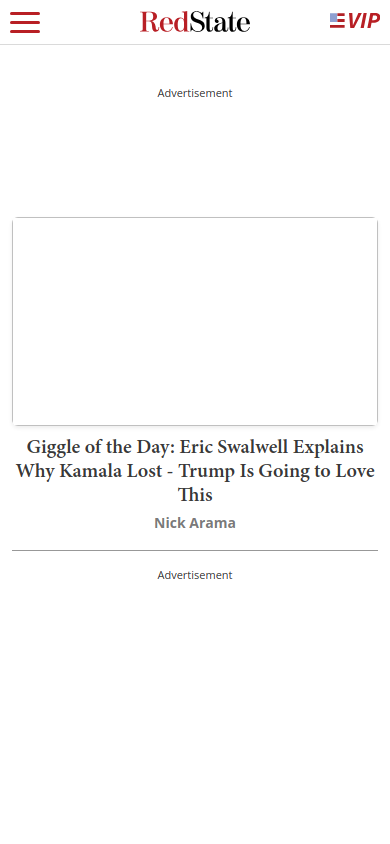 RedState
VIP
Advertisement
Giggle of the Day: Eric Swalwell Explains
Why Kamala Lost - Trump Is Going to Love
This
Nick Arama
Advertisement